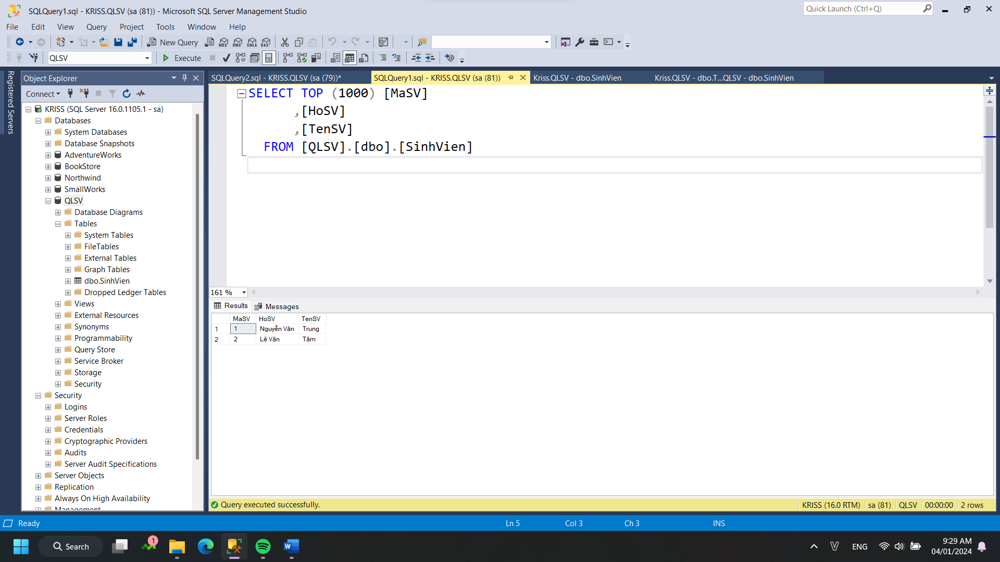 SQLQuery1.sql - KRISS.QLSV (sa (81)) - Microsoft SQL Server Management Studio
Quick Launch (Ctrl+Q)
File Edit View Query Project Tools Window Help
New Query MDX DMX XMLA DAX
QLSV Execute
Registered Servers
Object Explorer
Connect
KRISS (SQL Server 16.0.1105.1 - sa)
Databases
System Databases
Database Snapshots
AdventureWorks
BookStore
Northwind
SmallWorks
QLSV
Database Diagrams
Tables
System Tables
FileTables
External Tables
Graph Tables
dbo.SinhVien
Dropped Ledger Tables
Views
External Resources
Synonyms
Programmability
Query Store
Service Broker
Storage
Security
Security
Logins
Server Roles
Credentials
Cryptographic Providers
Audits
Server Audit Specifications
Server Objects
Replication
Always On High Availability
Management
SQLQuery2.sql - KRISS.QLSV (sa (79))* SQLQuery1.sql - KRISS.QLSV (sa (81)) Kriss.QLSV - dbo.SinhVien Kriss.QLSV - dbo.T...QLSV - dbo.SinhVien
SELECT TOP (1000) [MaSV]
,[HoSV]
,[TenSV]
FROM [QLSV].[dbo].[SinhVien]
161 %
Results Messages
MaSV HoSV TenSV
1 1 Nguyễn Văn Trung
2 2 Lê Văn Tâm
Query executed successfully. KRISS (16.0 RTM) sa (81) QLSV 00:00:00 2 rows
Ready Ln 5 Col 3 Ch 3 INS
Search 1 ENG 9:29 AM
04/01/2024